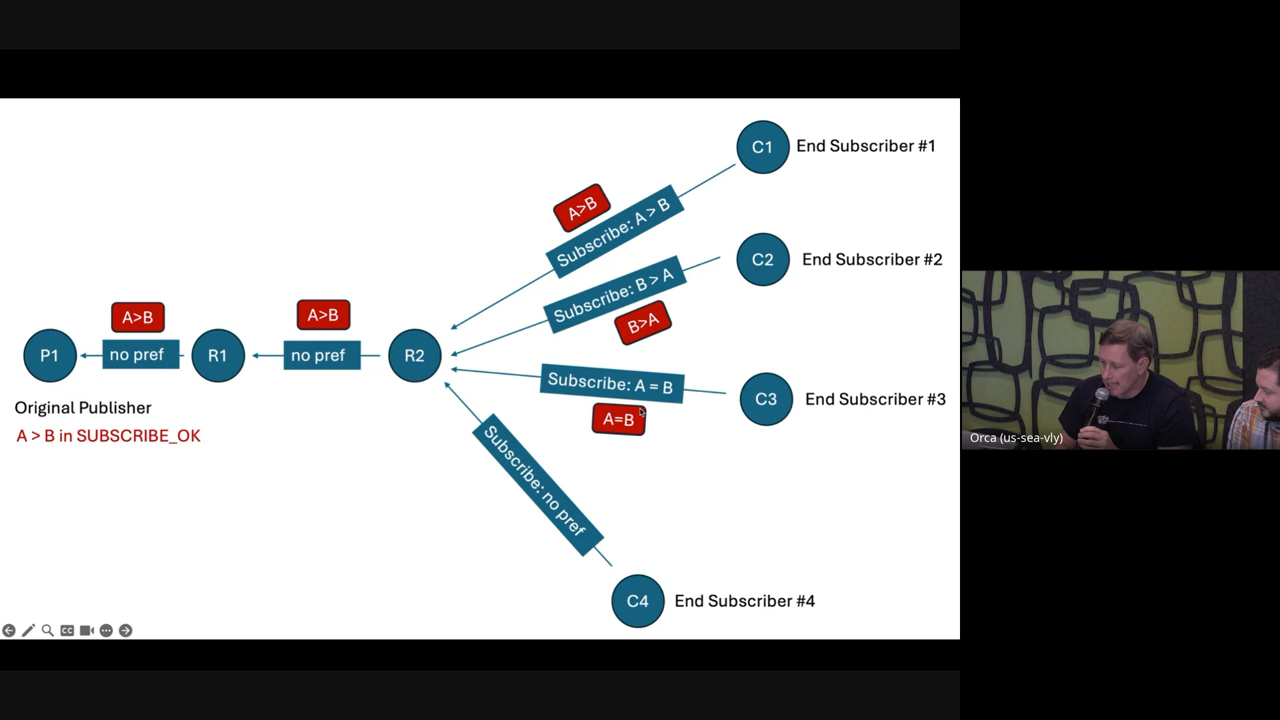 C1
End Subscriber #1
A>B
Subscribe: A > B
C2
End Subscriber #2
Subscribe: B > A
B>A
A>B
A>B
P1
no pref
R1
no pref
R2
Subscribe: A = B
A=B
C3
End Subscriber #3
Original Publisher
A > B in SUBSCRIBE_OK
Subscribe: no pref
C4
End Subscriber #4
CC
Orca (us-sea-vly)